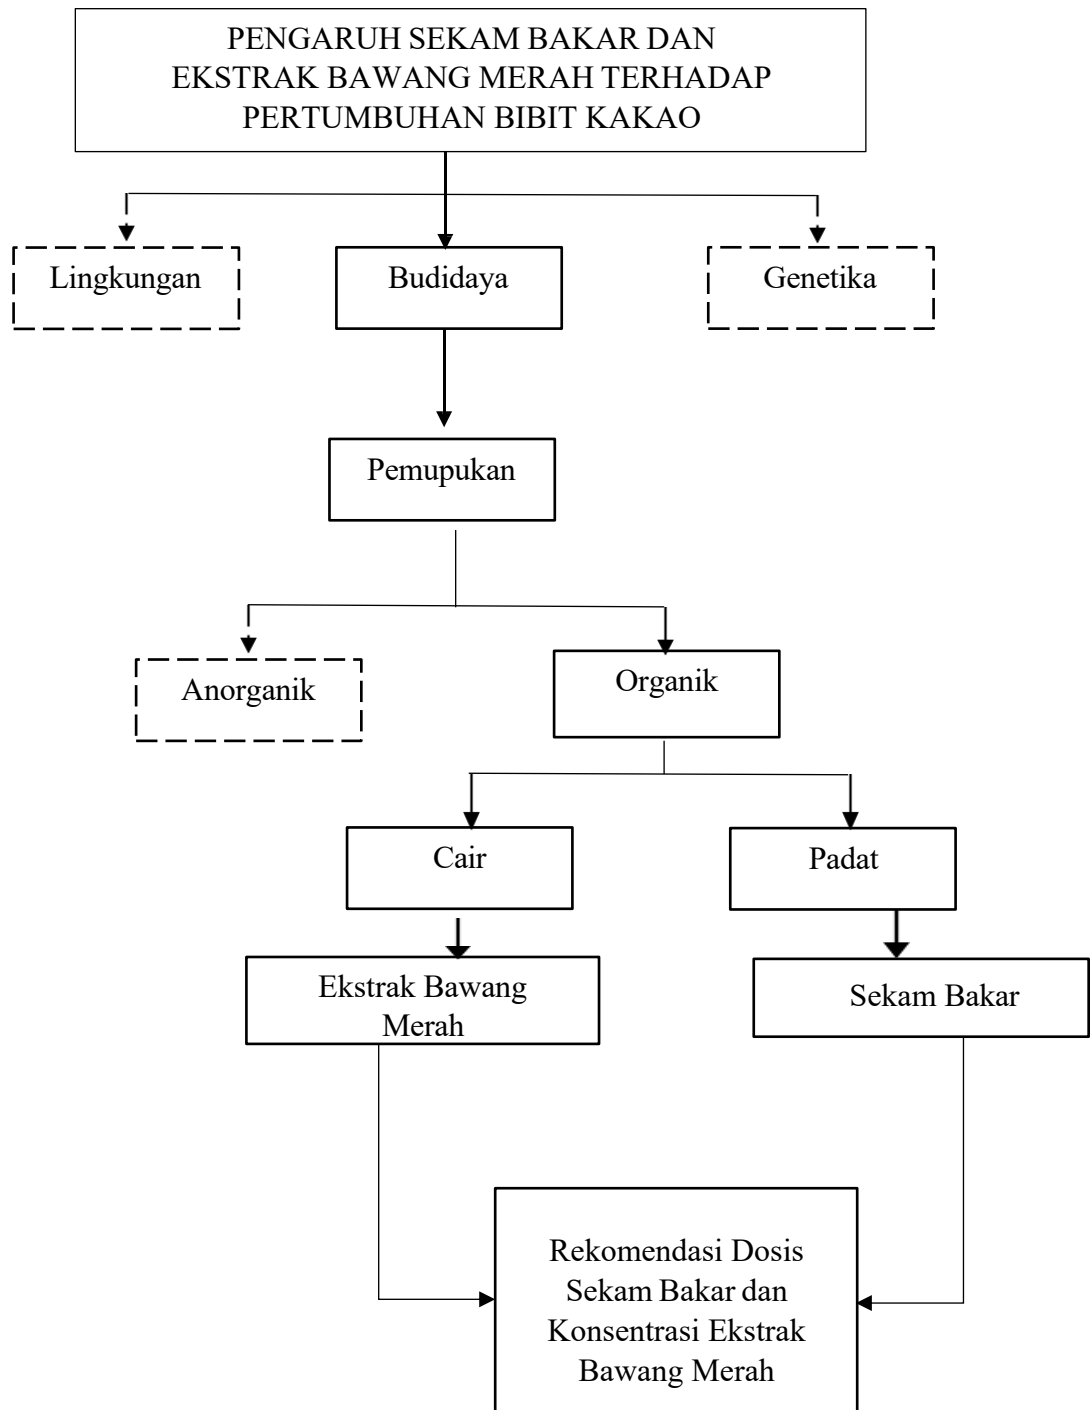 PENGARUH SEKAM BAKAR DAN
EKSTRAK BAWANG MERAH TERHADAP
PERTUMBUHAN BIBIT KAKAO
Lingkungan
Budidaya
Genetika
Pemupukan
Anorganik
Organik
Cair
Padat
Ekstrak Bawang
Merah
Sekam Bakar
Rekomendasi Dosis
Sekam Bakar dan
Konsentrasi Ekstrak
Bawang Merah